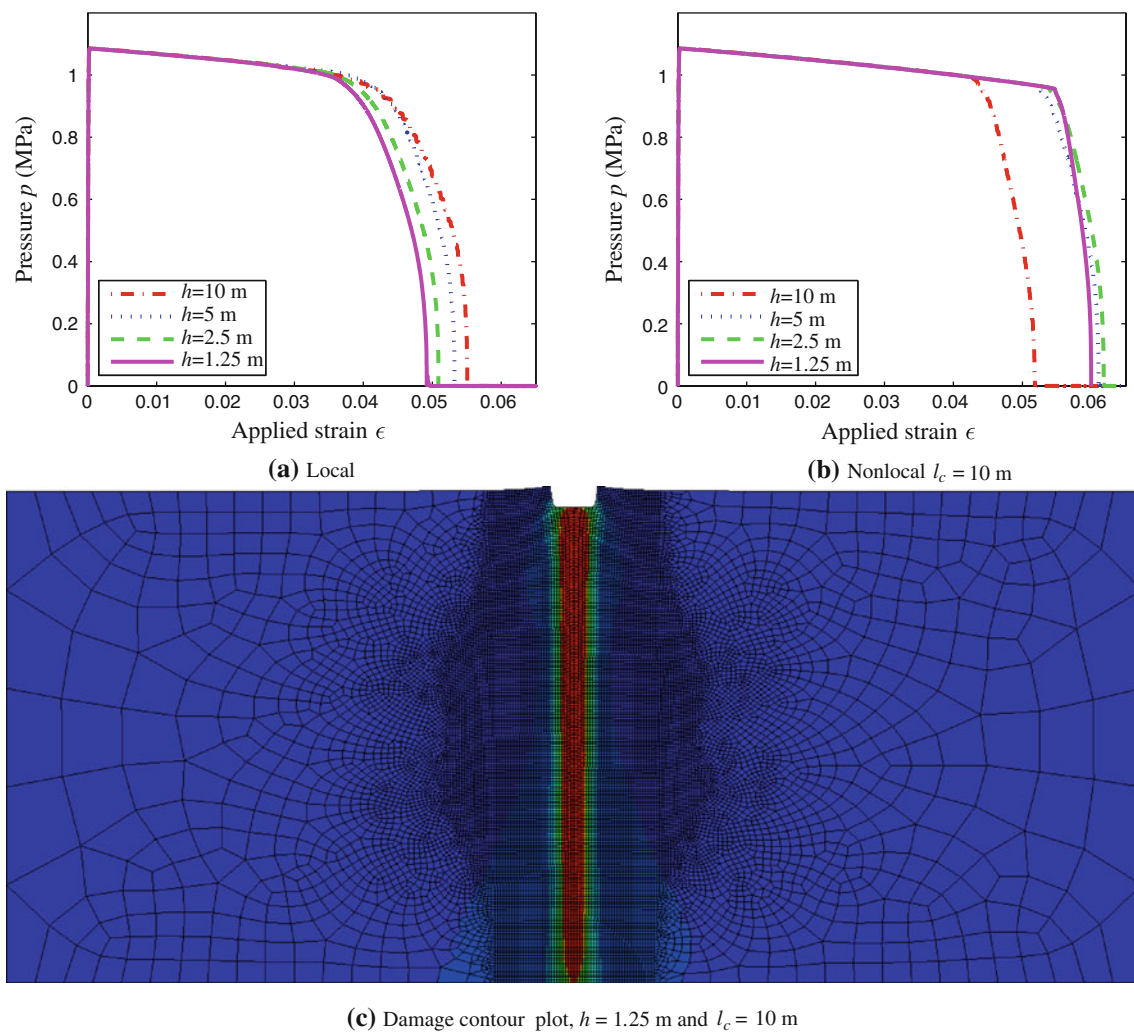 1
0.8
0.6
0.4
0.2
0
Pressure p (MPa)
h=10 m
h=5 m
h=2.5 m
h=1.25 m
0 0.01 0.02 0.03 0.04 0.05 0.06
Applied strain ϵ
(a) Local
1
0.8
0.6
0.4
0.2
0
Pressure p (MPa)
h=10 m
h=5 m
h=2.5 m
h=1.25 m
0 0.01 0.02 0.03 0.04 0.05 0.06
Applied strain ϵ
(b) Nonlocal l_c = 10 m
(c) Damage contour plot, h = 1.25 m and l_c = 10 m